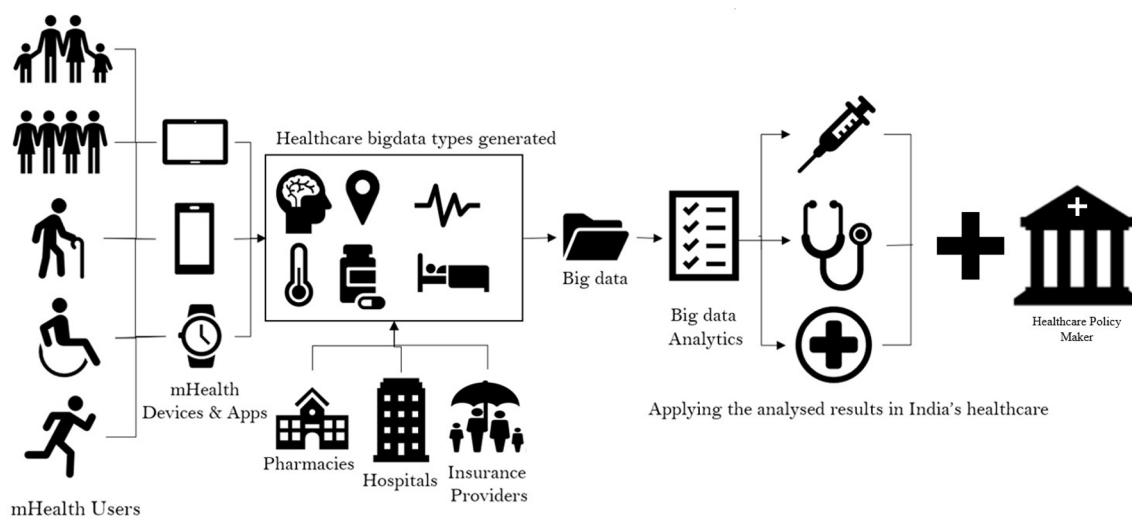 Healthcare bigdata types generated
mHealth
Devices & Apps
mHealth Users
Pharmacies
Hospitals
Insurance
Providers
Big data
Big data
Analytics
Applying the analysed results in India's healthcare
Healthcare Policy
Maker